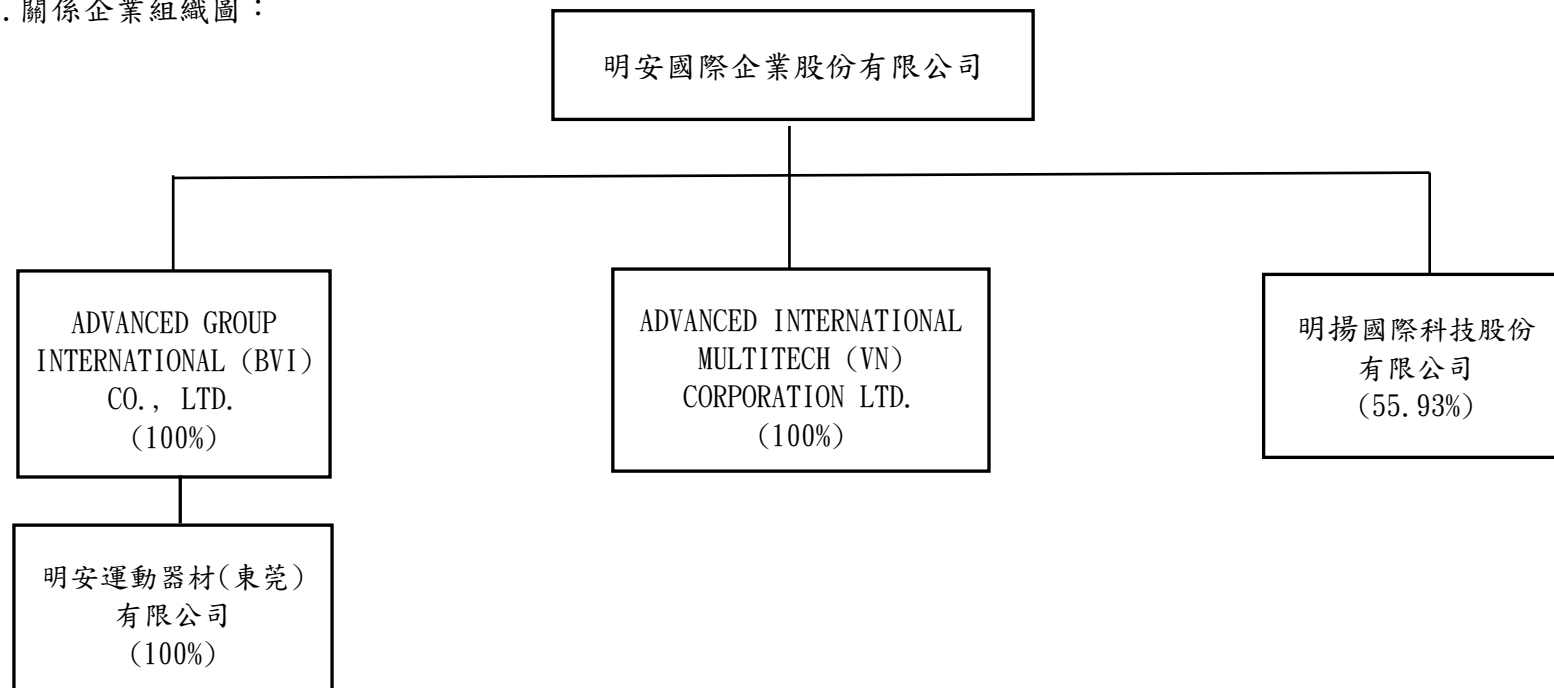 .關係企業組織圖：
明安國際企業股份有限公司
ADVANCED GROUP
INTERNATIONAL (BVI)
CO., LTD.
(100%)
ADVANCED INTERNATIONAL
MULTITECH (VN)
CORPORATION LTD.
(100%)
明揚國際科技股份
有限公司
(55.93%)
明安運動器材(東莞)
有限公司
(100%)